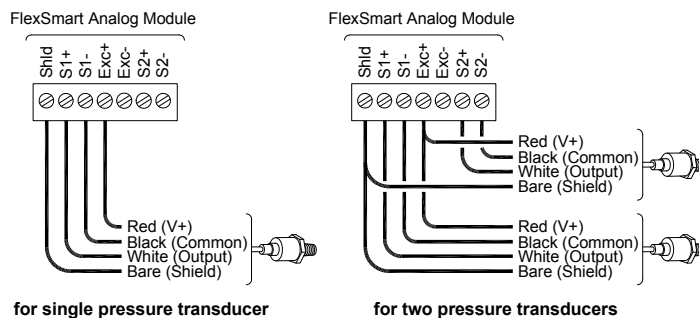 FlexSmart Analog Module
Shld
S1+
S1-
Exc+
Exc-
S2+
S2-
Red (V+)
Black (Common)
White (Output)
Bare (Shield)
for single pressure transducer
FlexSmart Analog Module
Shld
S1+
S1-
Exc+
Exc-
S2+
S2-
Red (V+)
Black (Common)
White (Output)
Bare (Shield)
Red (V+)
Black (Common)
White (Output)
Bare (Shield)
for two pressure transducers